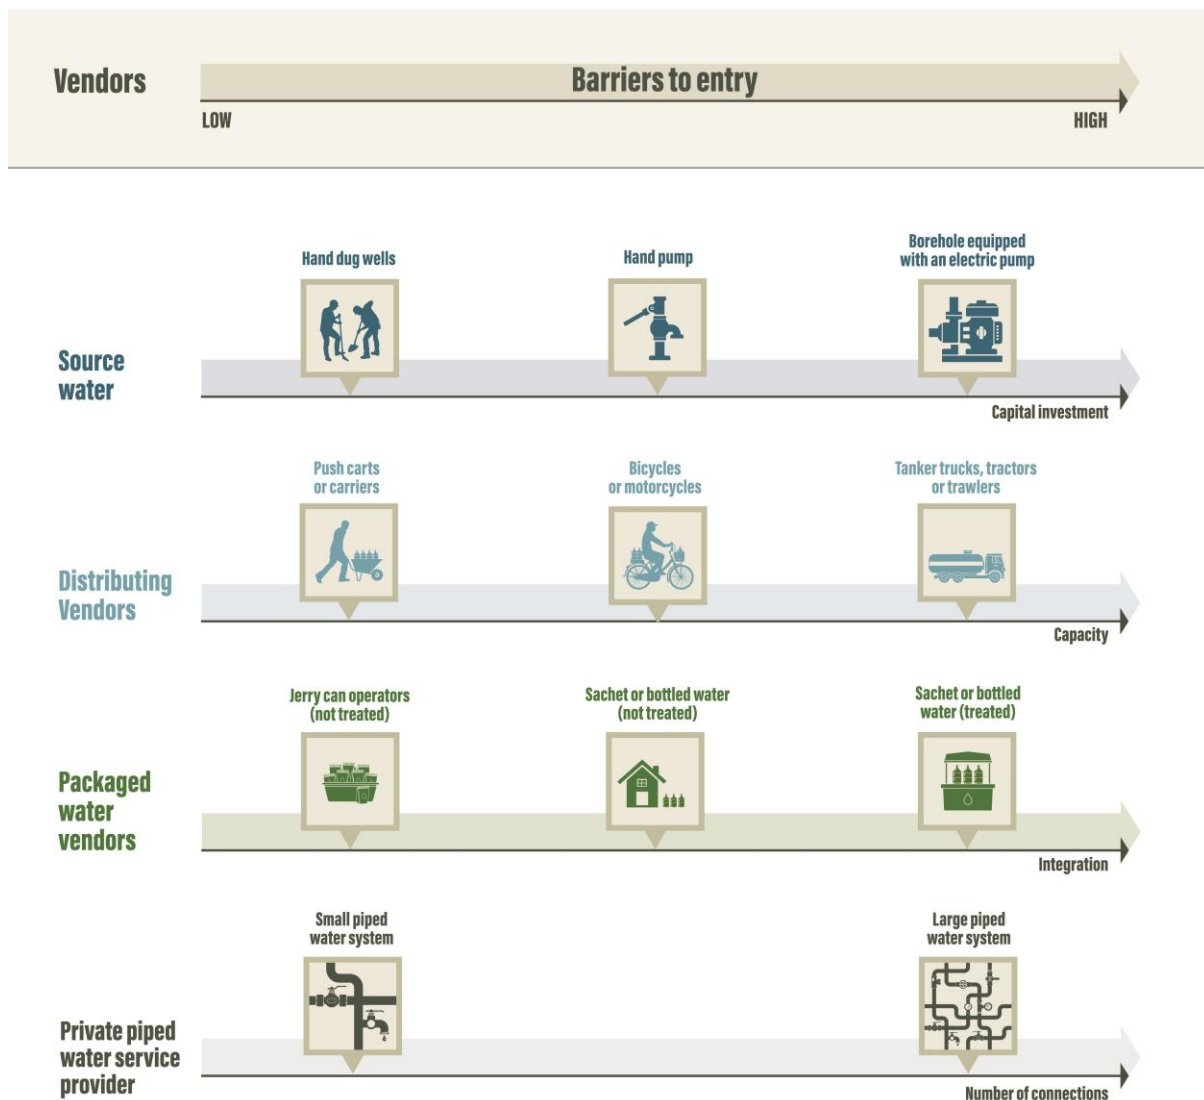 Vendors
Barriers to entry
LOW
HIGH
Hand dug wells
Hand pump
Borehole equipped
with an electric pump
Source
water
Capital investment
Push carts
or carriers
Bicycles
or motorcycles
Tanker trucks, tractors
or trawlers
Distributing
Vendors
Capacity
Jerry can operators
(not treated)
Sachet or bottled water
(not treated)
Sachet or bottled
water (treated)
Packaged
water
vendors
Integration
Small piped
water system
Large piped
water system
Private piped
water service
provider
Number of connections